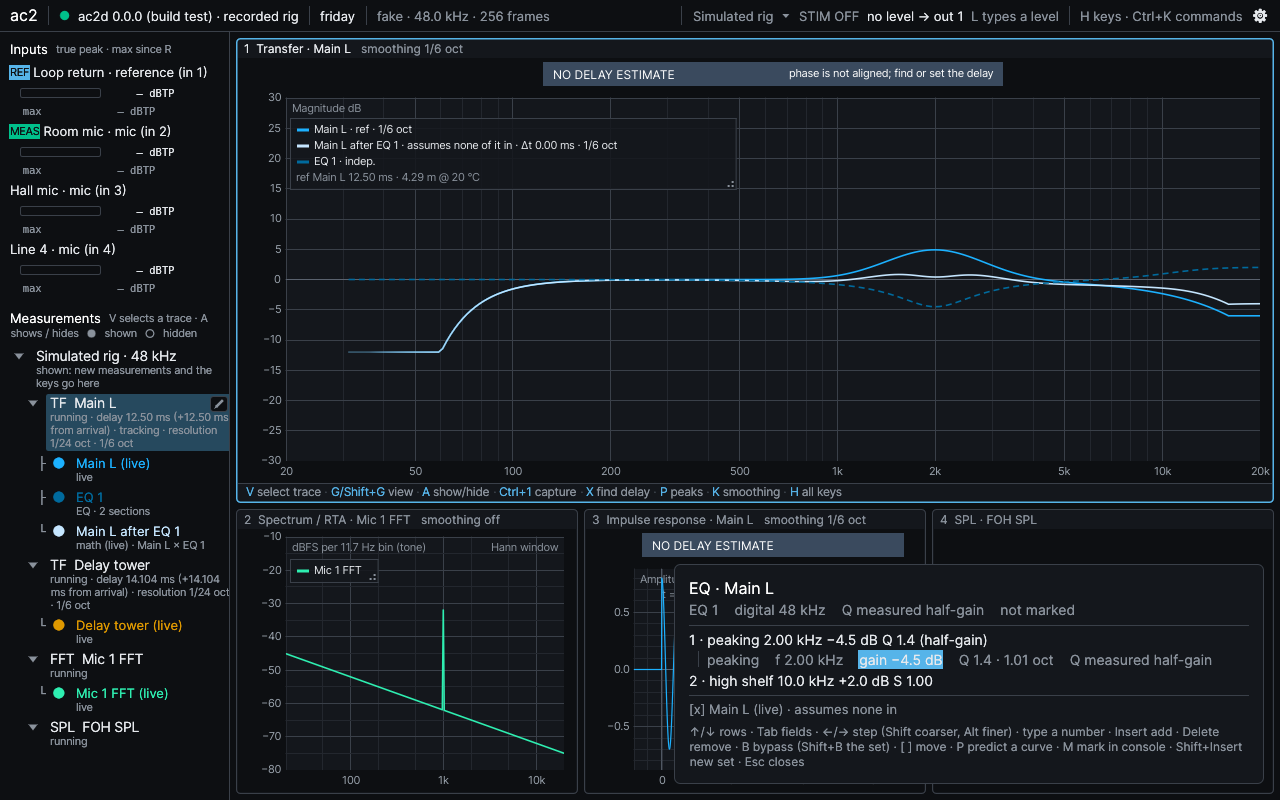 ac2 ac2d 0.0.0 (build test) · recorded rig friday fake · 48.0 kHz · 256 frames Simulated rig STIM OFF no level → out 1 L types a level H keys · Ctrl+K commands
Inputs true peak · max since R
REF Loop return · reference (in 1)
– dBTP
max – dBTP
MEAS Room mic · mic (in 2)
– dBTP
max – dBTP
Hall mic · mic (in 3)
– dBTP
max – dBTP
Line 4 · mic (in 4)
– dBTP
max – dBTP
Measurements V selects a trace · A
shows / hides shown hidden
Simulated rig · 48 kHz
shown: new measurements and the
keys go here
TF Main L
running · delay 12.50 ms (+12.50 ms
from arrival) · tracking · resolution
1/24 oct · 1/6 oct
Main L (live)
live
EQ 1
EQ · 2 sections
Main L after EQ 1
math (live) · Main L × EQ 1
TF Delay tower
running · delay 14.104 ms (+14.104
ms from arrival) · resolution 1/24 oct
· 1/6 oct
Delay tower (live)
live
FFT Mic 1 FFT
running
Mic 1 FFT (live)
live
SPL FOH SPL
running
1 Transfer · Main L smoothing 1/6 oct
NO DELAY ESTIMATE phase is not aligned; find or set the delay
Magnitude dB
Main L · ref · 1/6 oct
Main L after EQ 1 · assumes none of it in · Δt 0.00 ms · 1/6 oct
EQ 1 · indep.
ref Main L 12.50 ms · 4.29 m @ 20 °C
30
25
20
15
10
5
0
−5
−10
−15
−20
−25
−30
20 50 100 200 500 1k 2k 5k 10k 20k
V select trace · G/Shift+G view · A show/hide · Ctrl+1 capture · X find delay · P peaks · K smoothing · H all keys
2 Spectrum / RTA · Mic 1 FFT smoothing off
dBFS per 11.7 Hz bin (tone) Hann window
Mic 1 FFT
−10
−20
−30
−40
−50
−60
−70
−80
100 1k 10k
3 Impulse response · Main L smoothing 1/6 oct
NO DELAY ESTIMATE
0.5
0.0
−0.5
0
4 SPL · FOH SPL
EQ · Main L
EQ 1 digital 48 kHz Q measured half-gain not marked
1 · peaking 2.00 kHz −4.5 dB Q 1.4 (half-gain)
peaking f 2.00 kHz gain −4.5 dB Q 1.4 · 1.01 oct Q measured half-gain
2 · high shelf 10.0 kHz +2.0 dB S 1.00
[x] Main L (live) · assumes none in
↑/↓ rows · Tab fields · ←/→ step (Shift coarser, Alt finer) · type a number · Insert add · Delete
remove · B bypass (Shift+B the set) · [ ] move · P predict a curve · M mark in console · Shift+Insert
new set · Esc closes